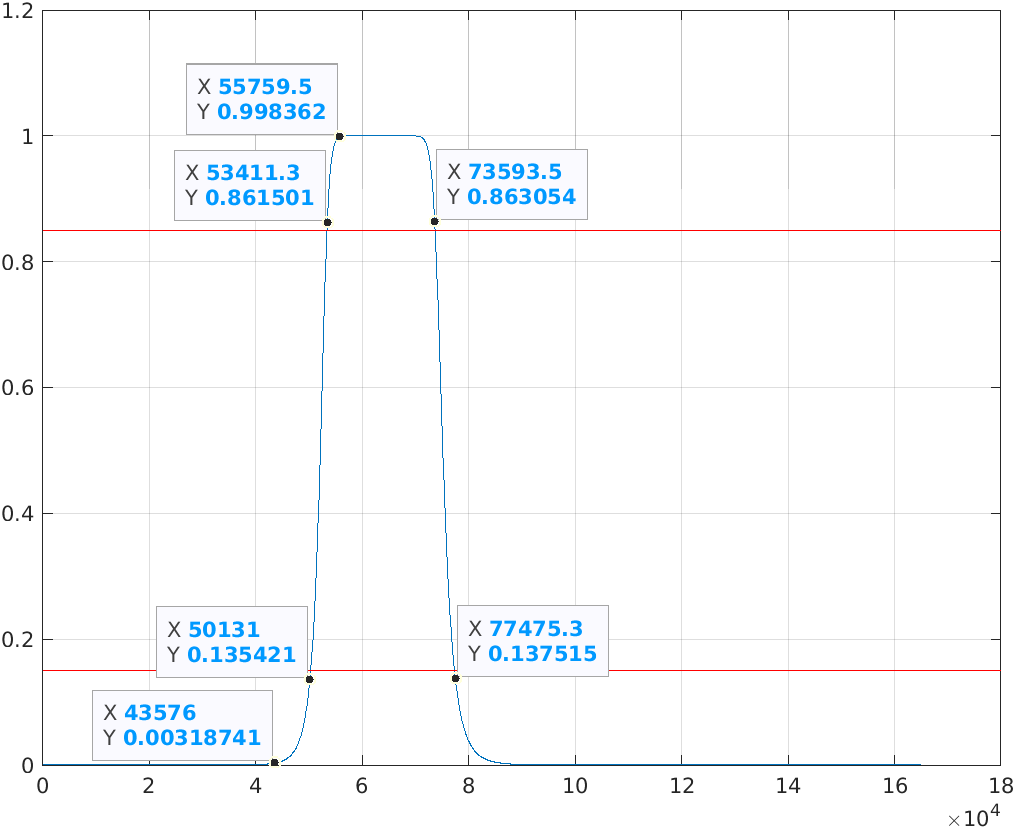 1.2
X 55759.5
Y 0.998362
1
X 53411.3
Y 0.861501
X 73593.5
Y 0.863054
0.8
0.6
0.4
0.2
X 50131
Y 0.135421
X 77475.3
Y 0.137515
X 43576
Y 0.00318741
0
0 2 4 6 8 10 12 14 16 18
×10⁴